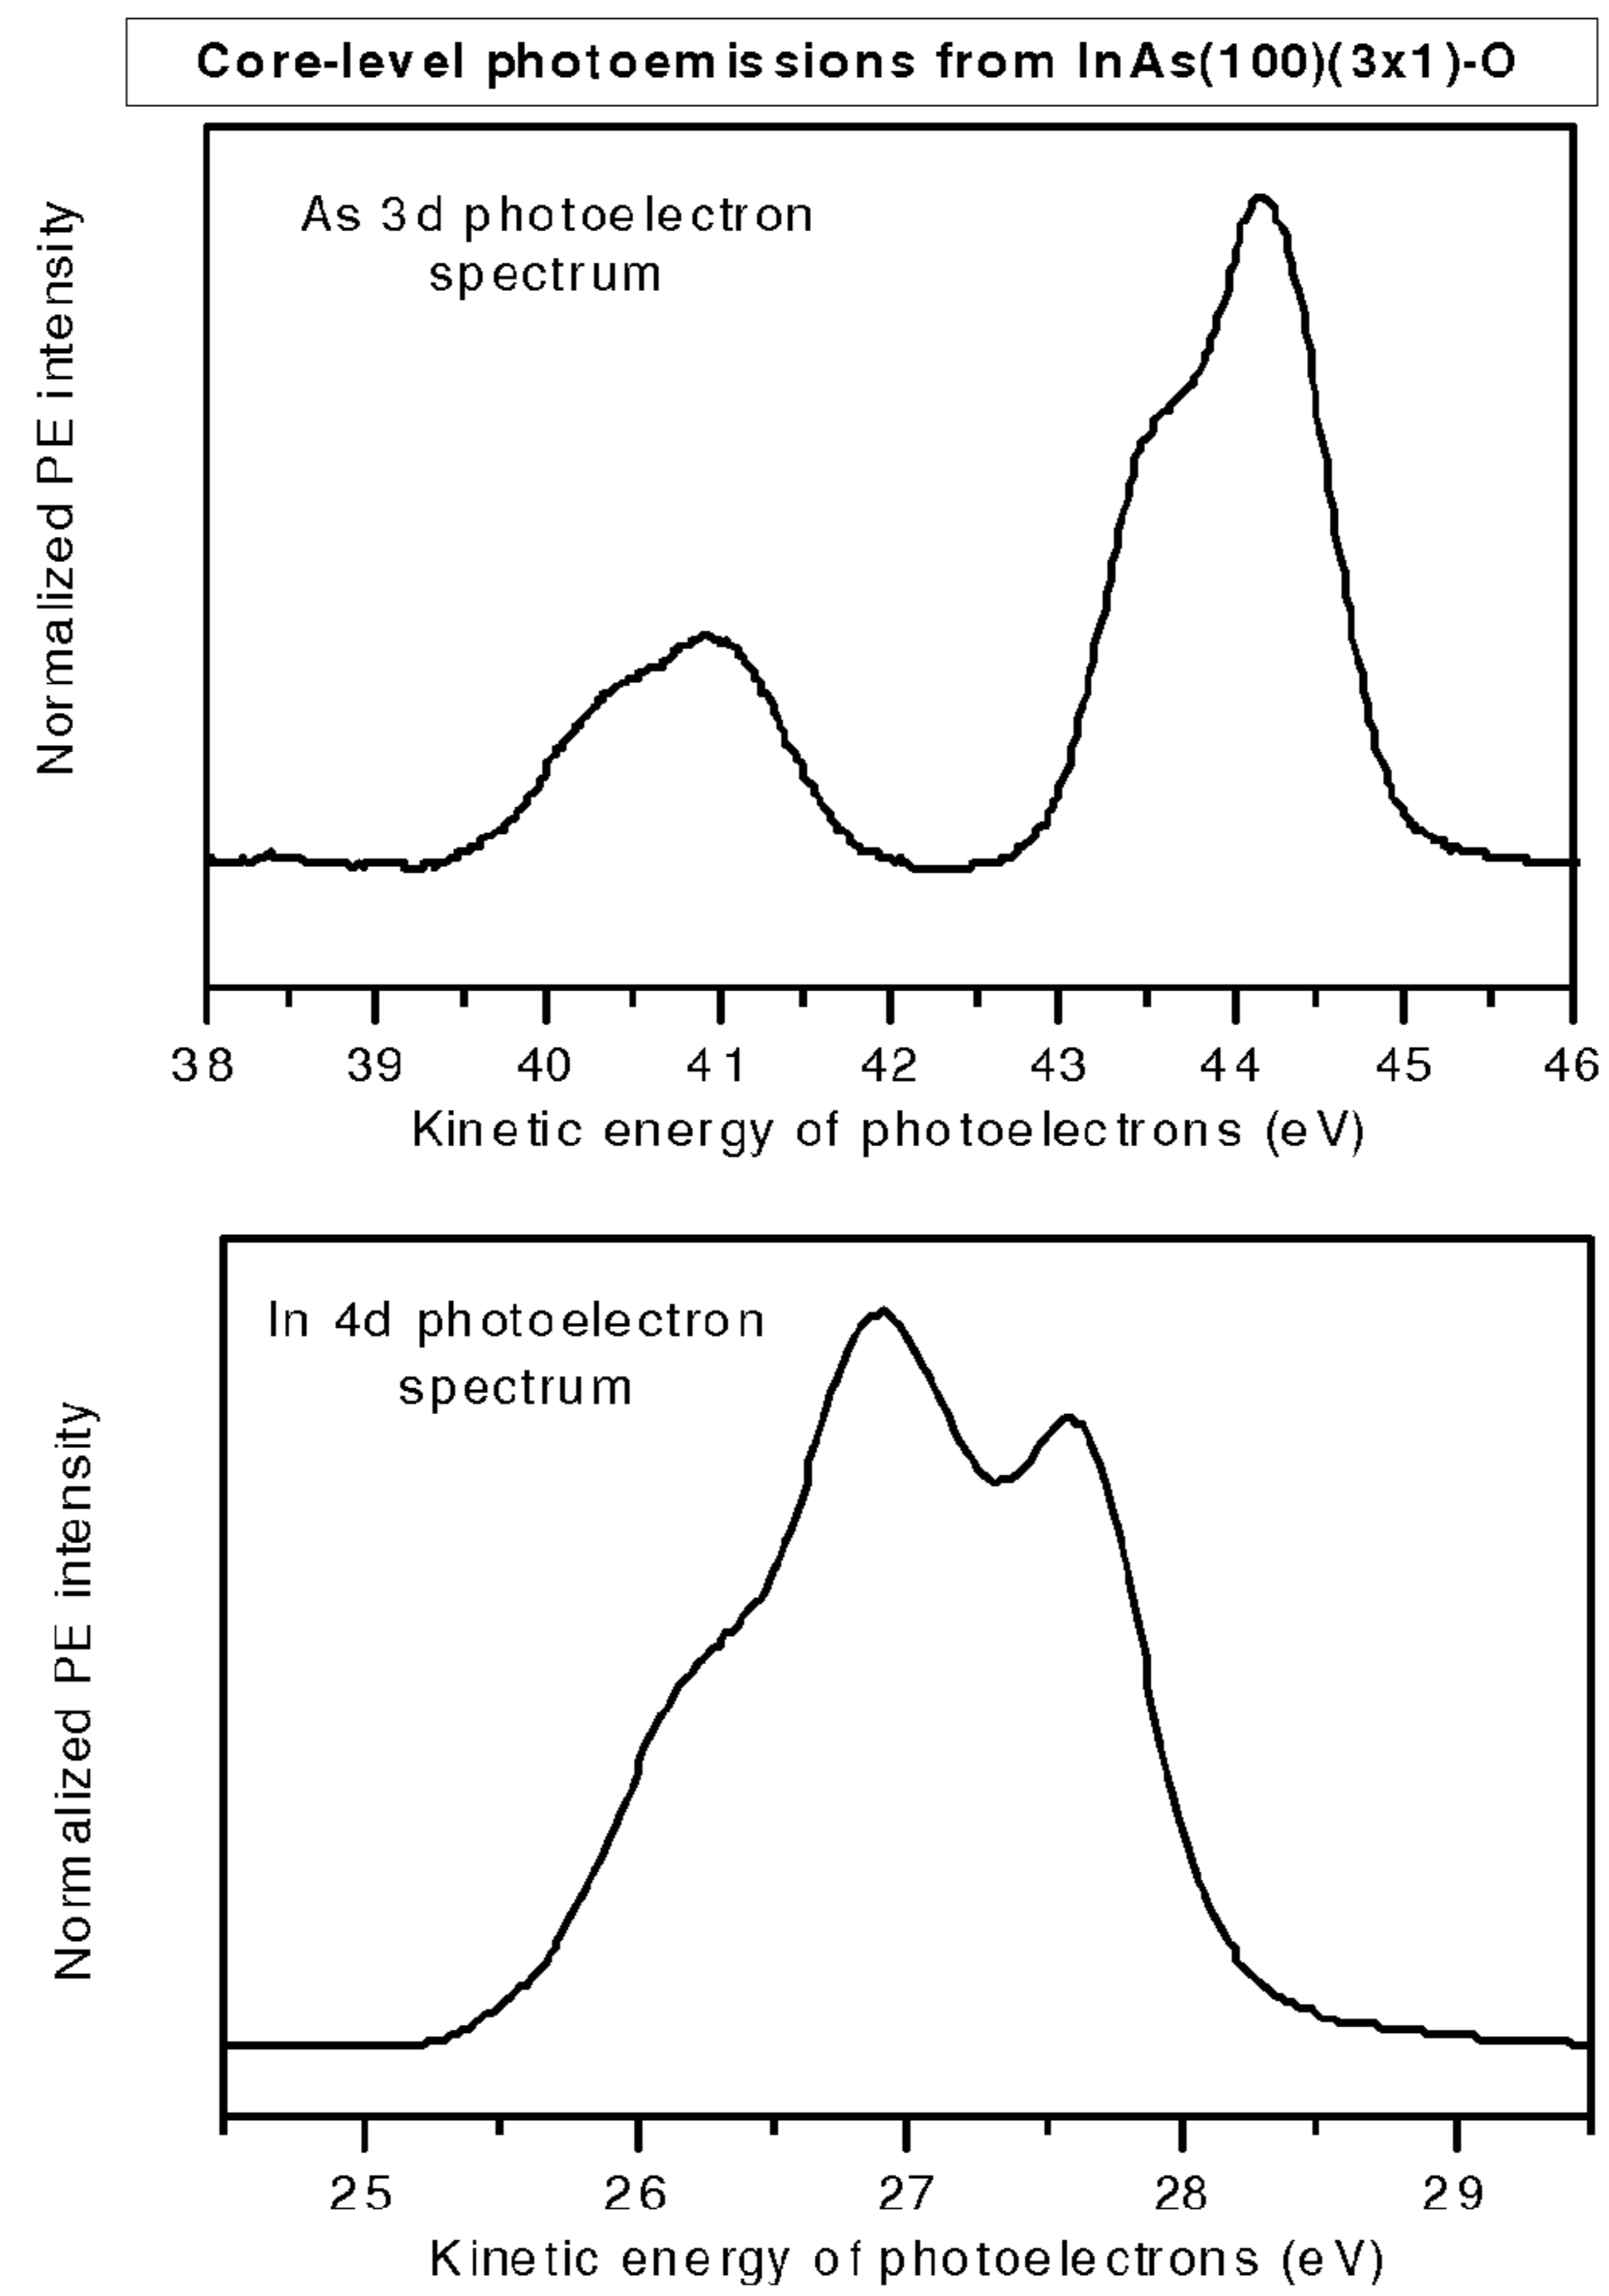 Core-level photoemissions from InAs(100)(3x1)-O
As 3d photoelectron
spectrum
Normalized PE intensity
38 39 40 41 42 43 44 45 46
Kinetic energy of photoelectrons (eV)
In 4d photoelectron
spectrum
Normalized PE intensity
25 26 27 28 29
Kinetic energy of photoelectrons (eV)